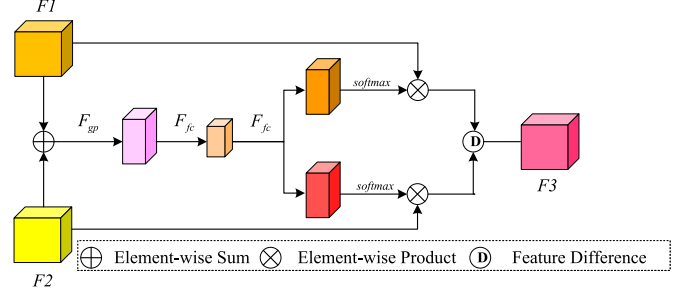 F1
F_gp
F_fc
F_fc
softmax
softmax
D
F3
F2
Element-wise Sum
Element-wise Product
D
Feature Difference